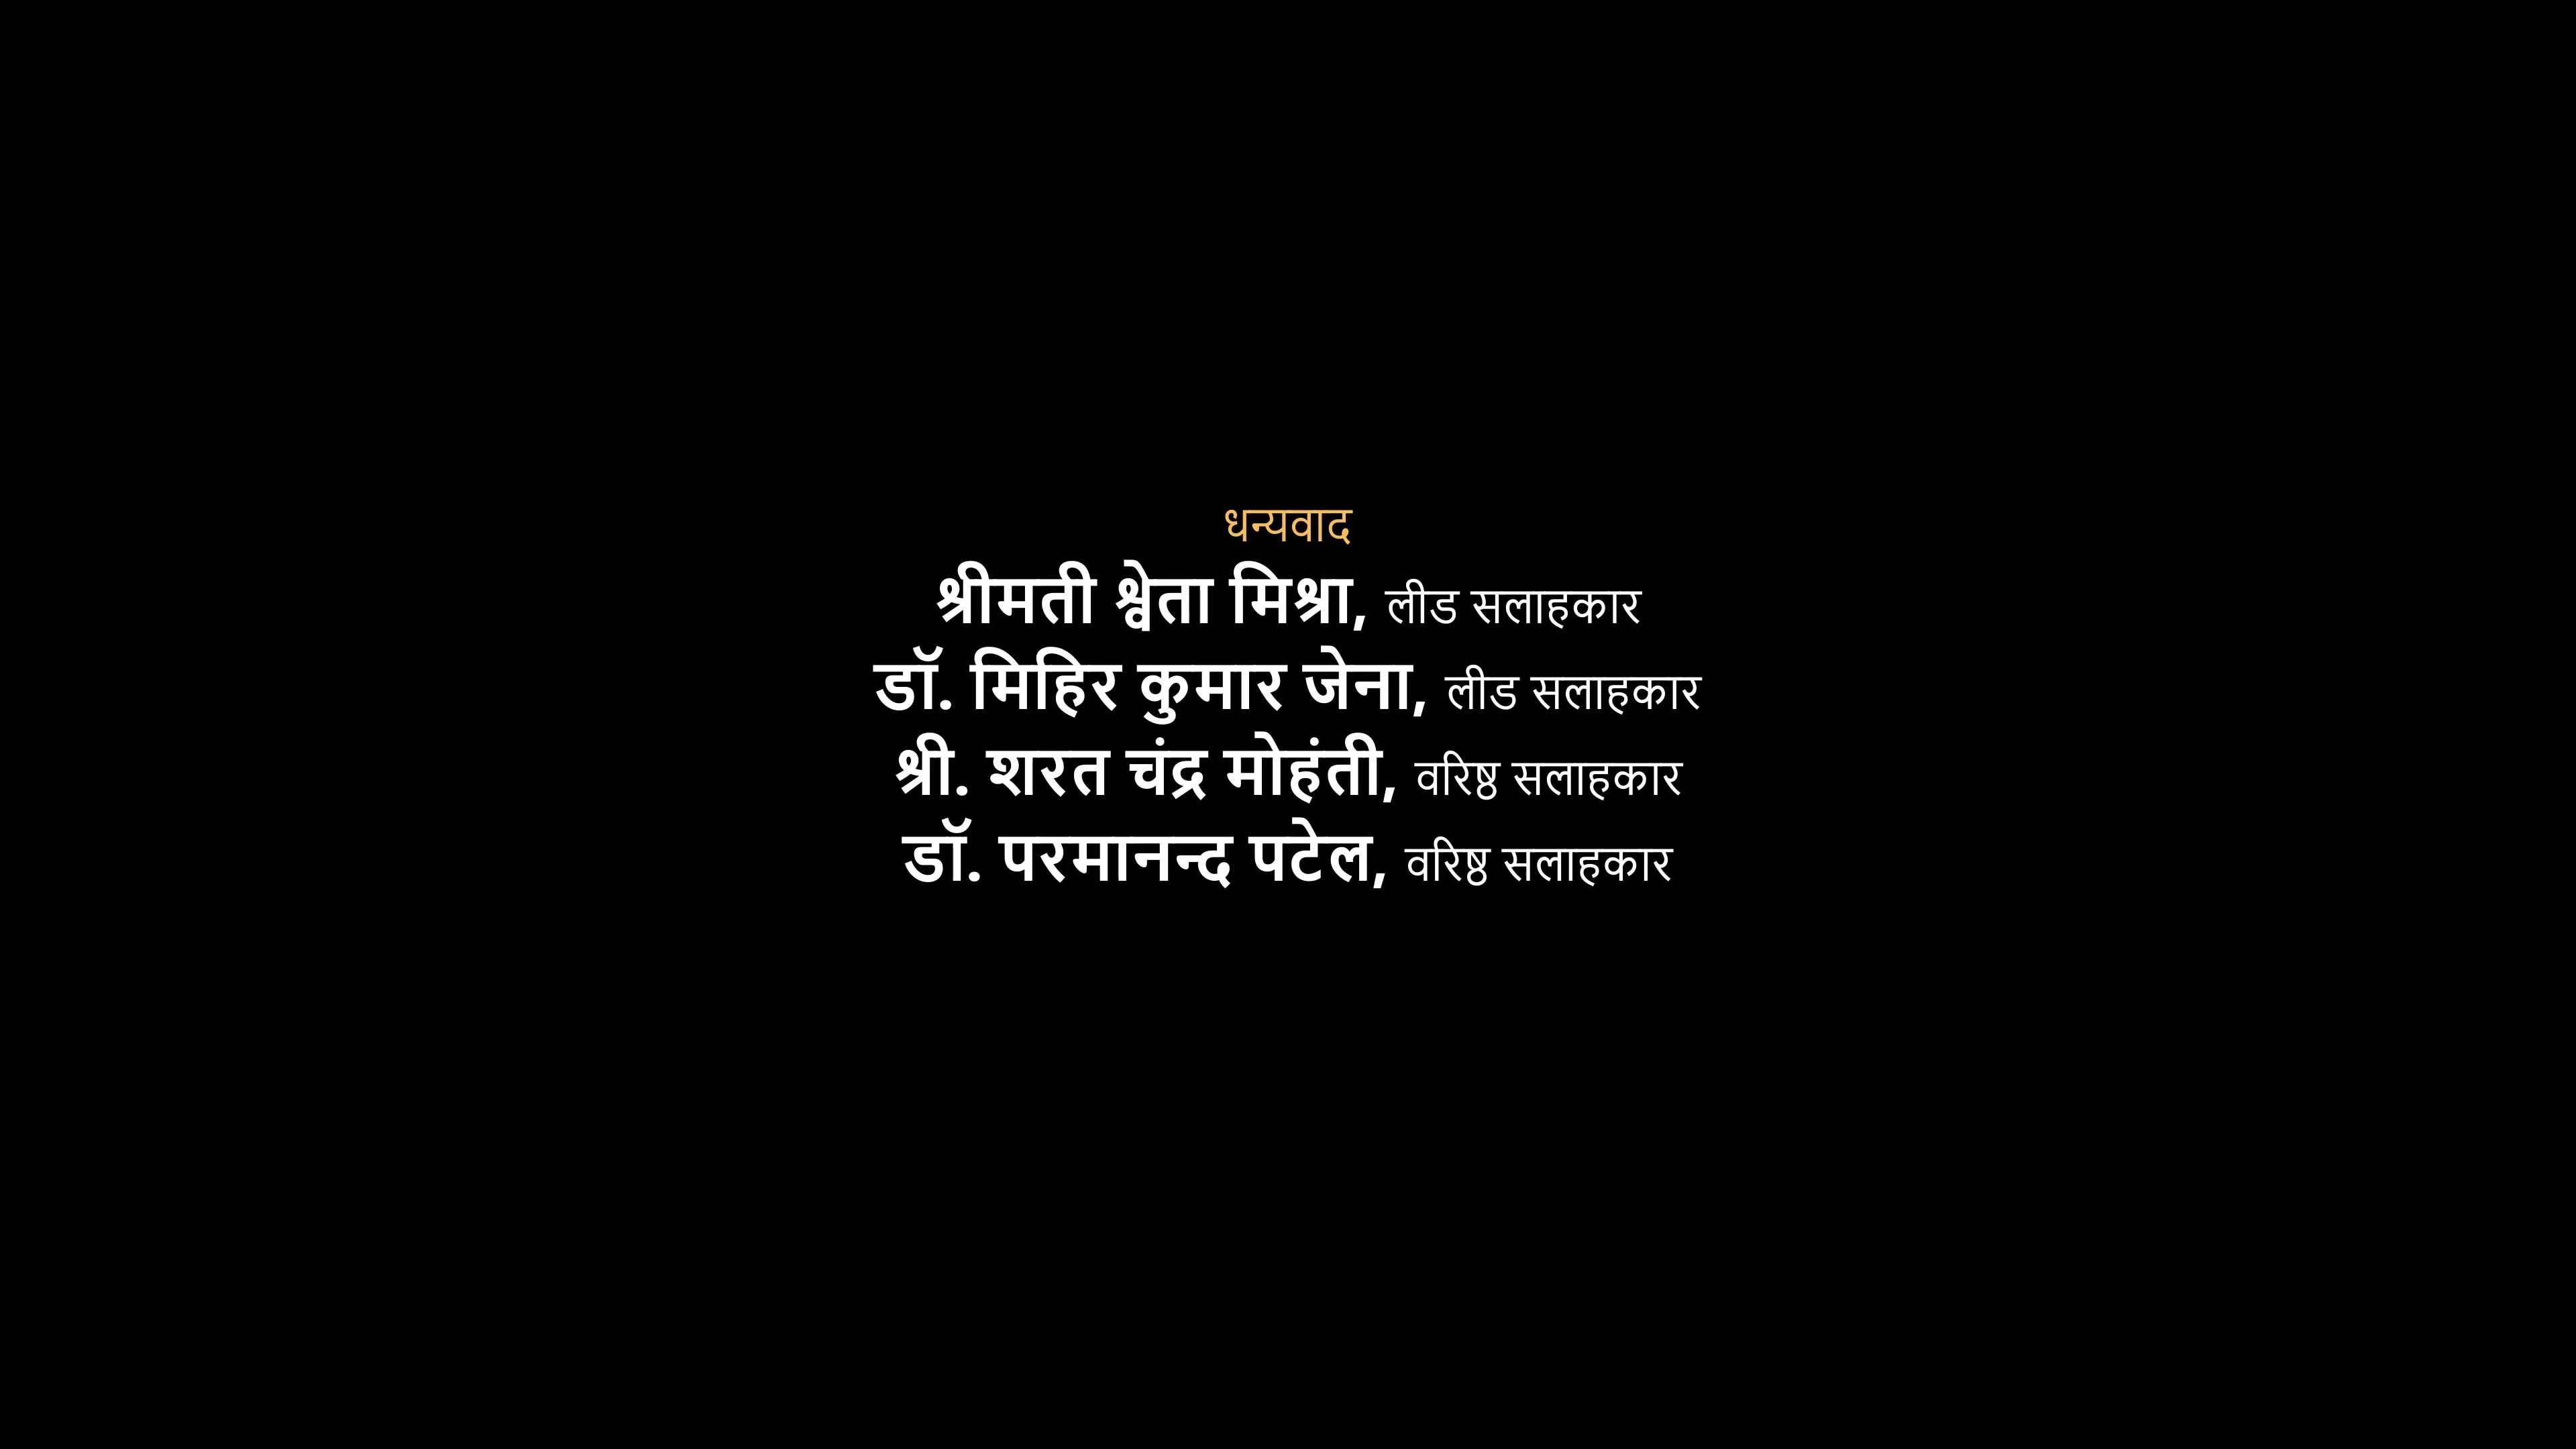 धन्यवाद
श्रीमती श्वेता मिश्रा, लीड सलाहकार
डॉ. मिहिर कुमार जेना, लीड सलाहकार
श्री. शरत चंद्र मोहंती, वरिष्ठ सलाहकार
डॉ. परमानन्द पटेल, वरिष्ठ सलाहकार